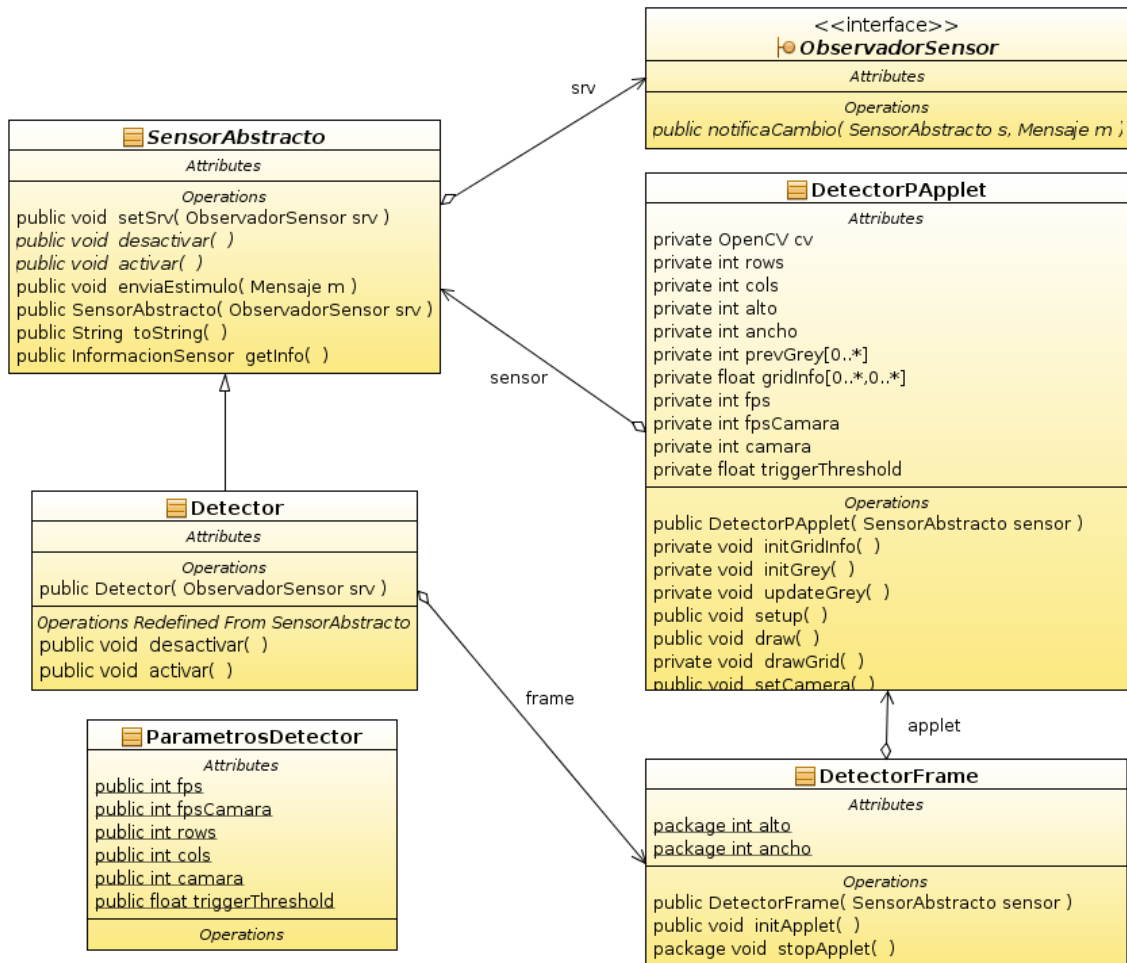 <<interface>>
ObservadorSensor
Attributes
Operations
public notificaCambio( SensorAbstracto s, Mensaje m )
srv
SensorAbstracto
Attributes
Operations
public void setSrv( ObservadorSensor srv )
public void desactivar( )
public void activar( )
public void enviaEstimulo( Mensaje m )
public SensorAbstracto( ObservadorSensor srv )
public String toString( )
public InformacionSensor getInfo( )
sensor
DetectorPApplet
Attributes
private OpenCV cv
private int rows
private int cols
private int alto
private int ancho
private int prevGrey[0..*]
private float gridInfo[0..*,0..*]
private int fps
private int fpsCamara
private int camara
private float triggerThreshold
Operations
public DetectorPApplet( SensorAbstracto sensor )
private void initGridInfo( )
private void initGrey( )
private void updateGrey( )
public void setup( )
public void draw( )
private void drawGrid( )
public void setCamera( )
Detector
Attributes
Operations
public Detector( ObservadorSensor srv )
Operations Redefined From SensorAbstracto
public void desactivar( )
public void activar( )
frame
applet
ParametrosDetector
Attributes
public int fps
public int fpsCamara
public int rows
public int cols
public int camara
public float triggerThreshold
Operations
DetectorFrame
Attributes
package int alto
package int ancho
Operations
public DetectorFrame( SensorAbstracto sensor )
public void initApplet( )
package void stopApplet( )